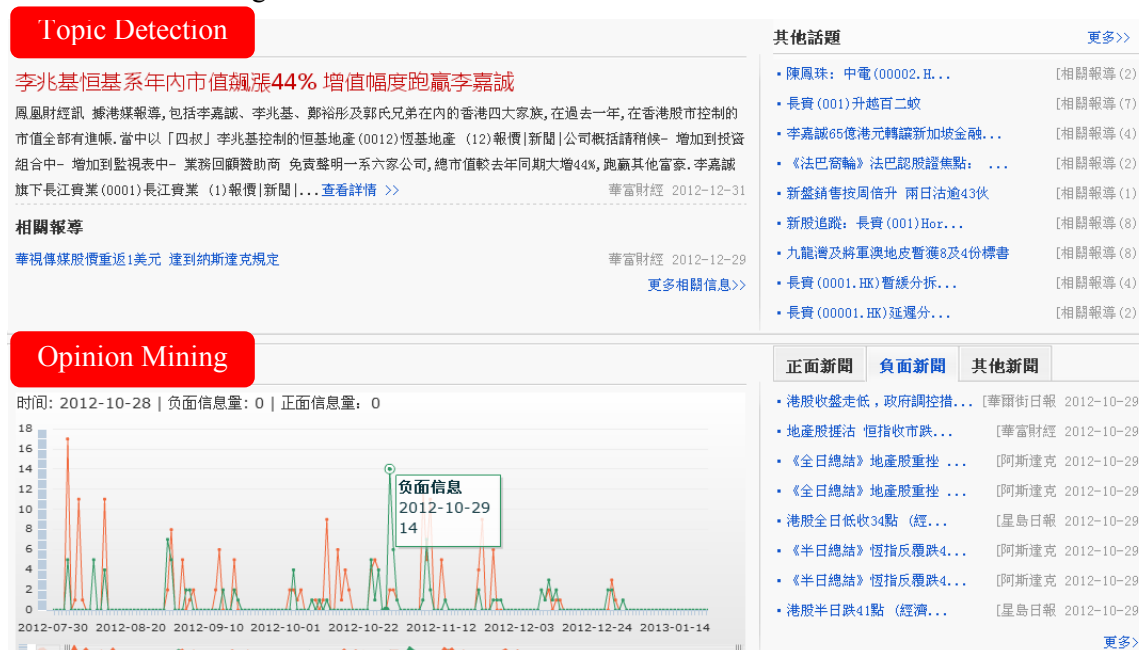 Topic Detection
李兆基恒基系年内市值飆漲44% 增值幅度跑贏李嘉誠
鳳凰財經訊 據港媒報導,包括李嘉誠、李兆基、鄭裕彤及郭氏兄弟在内的香港四大家族,在過去一年,在香港股市控制的
市值全部有進帳.當中以「四叔」李兆基控制的恒基地產(0012)恆基地產 (12)報價|新聞|公司概括請稍候- 增加到投資
組合中- 增加到監視表中- 業務回顧贊助商 免責聲明一系六家公司,總市值較去年同期大增44%,跑贏其他富豪.李嘉誠
旗下長江實業(0001)長江實業 (1)報價|新聞|...查看詳情 >>
華富財經 2012-12-31
相關報導
華視傳媒股價重返1美元 達到納斯達克規定
華富財經 2012-12-29
更多相關信息>>
其他話題
更多>>
陳鳳珠: 中電(00002.H... [相關報導(2)
長實(001)升越百二蚊 [相關報導(7)
李嘉誠65億港元轉讓新加坡金融... [相關報導(4)
《法巴窩輪》法巴認股證焦點: ... [相關報導(2)
新盤銷售按周倍升 兩日沽逾43伙 [相關報導(1)
新股追蹤: 長實(001)Hor... [相關報導(8)
九龍灣及將軍澳地皮暫獲8及4份標書 [相關報導(8)
長實(0001.HK)暫緩分拆... [相關報導(4)
長實(00001.HK)延遲分... [相關報導(2)
Opinion Mining
时间: 2012-10-28 | 负面信息量: 0 | 正面信息量: 0
18
16
14
12
10
8
6
4
2
0
负面信息
2012-10-29
14
2012-07-30 2012-08-20 2012-09-10 2012-10-01 2012-10-22 2012-11-12 2012-12-03 2012-12-24 2013-01-14
正面新聞 負面新聞 其他新聞
港股收盤走低，政府調控措... [華爾街日報 2012-10-29
地產股捱沽 恒指收市跌... [華富財經 2012-10-29
《全日總結》地產股重挫 ... [阿斯達克 2012-10-29
《全日總結》地產股重挫 ... [阿斯達克 2012-10-29
港股全日低收34點 (經... [星島日報 2012-10-29
《半日總結》恆指反覆跌4... [阿斯達克 2012-10-29
《半日總結》恆指反覆跌4... [阿斯達克 2012-10-29
港股半日跌41點 (經濟... [星島日報 2012-10-29
更多>